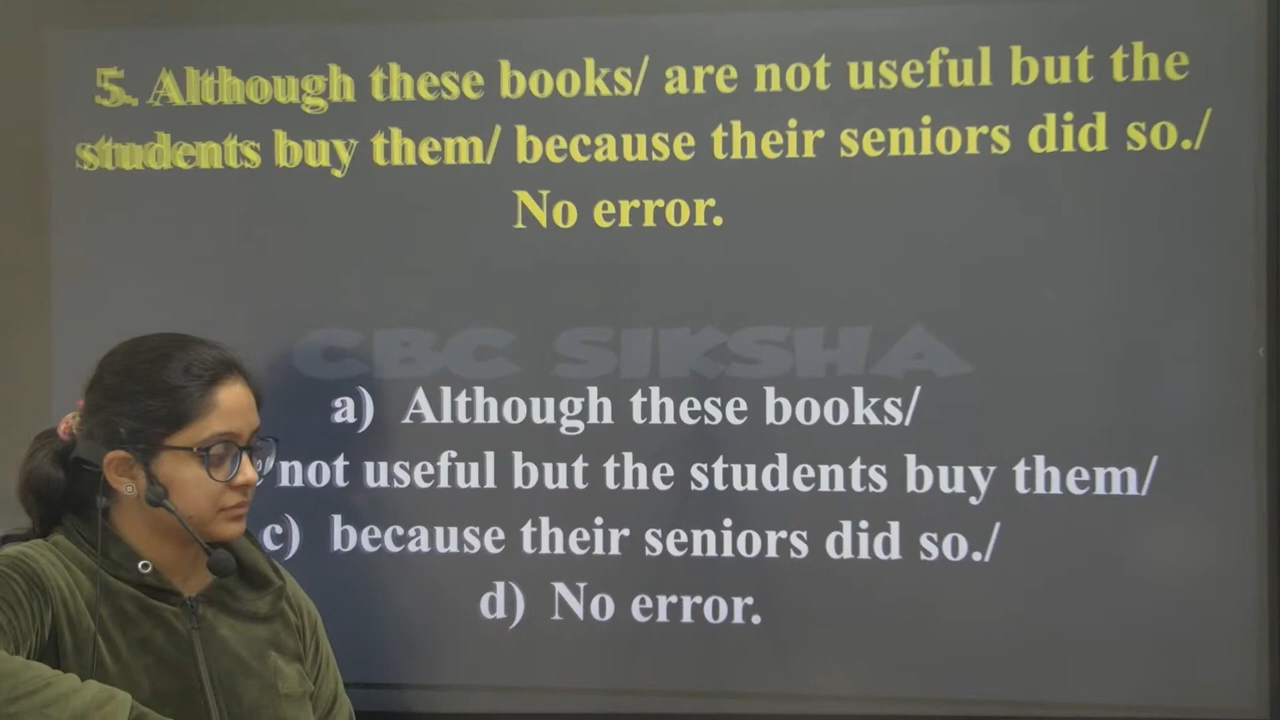 5. Although these books/ are not useful but the
students buy them/ because their seniors did so./
No error.
CBC SIKSHA
a) Although these books/
not useful but the students buy them/
c) because their seniors did so./
d) No error.